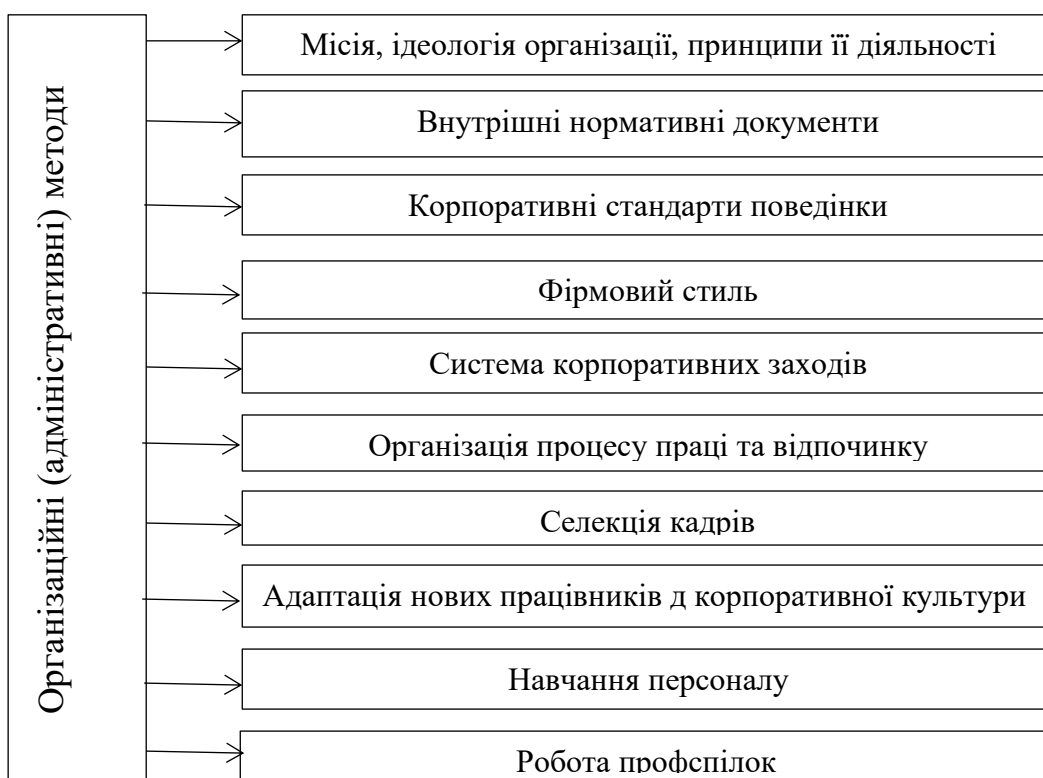 Організаційні (адміністративні) методи
Місія, ідеологія організації, принципи її діяльності
Внутрішні нормативні документи
Корпоративні стандарти поведінки
Фірмовий стиль
Система корпоративних заходів
Організація процесу праці та відпочинку
Селекція кадрів
Адаптація нових працівників д корпоративної культури
Навчання персоналу
Робота профспілок